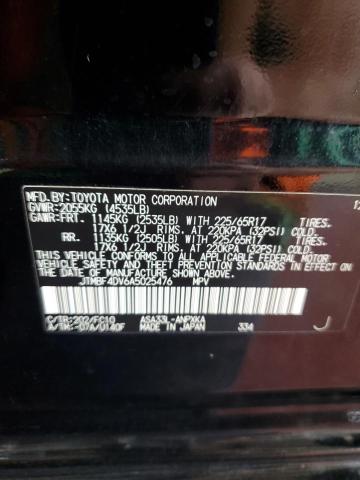 MFD.BY:TOYOTA MOTOR CORPORATION
GVWR:2055KG (4535LB)
GAWR:FRT. 1145KG (2535LB) WITH 225/65R17 TIRES.
17X6 1/2J RIMS. AT 220KPA (32PSI) COLD
RR. 1135KG (2505LB) WITH 225/65R17 TIRES.
17X6 1/2J RIMS. AT 220KPA (32PSI) COLD
THIS VEHICLE CONFORMS TO ALL APPLICABLE FEDERAL MOTOR
VEHICLE SAFETY AND THEFT PREVENTION STANDARDS IN EFFECT
ON THE DATE OF MANUFACTURE SHOWN ABOVE.
JTMBF4DV6A5025476 MPV
C/TR:202/FC10 ASA33L-ANPXKA
A/TM:-07A/U140F MADE IN JAPAN 334 J